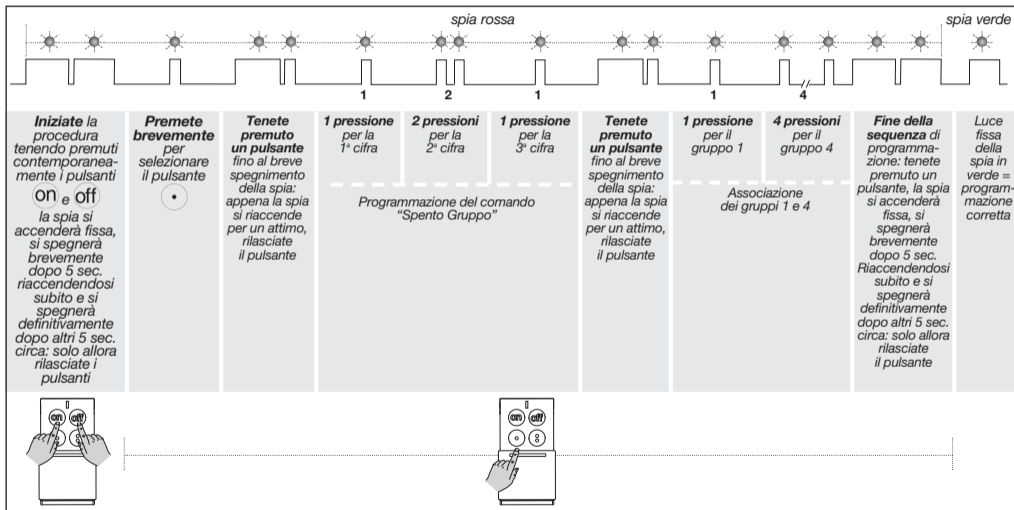 spia rossa
spia verde
1
2
1
1
4
Iniziate la
procedura
tenendo premuti
contemporanea-
mente i pulsanti
on e off
la spia si
accenderà fissa,
si spegnerà
brevemente
dopo 5 sec.
riaccendendosi
subito e si
spegnerà
definitivamente
dopo altri 5 sec.
circa: solo allora
rilasciate i
pulsanti
Premete
brevemente
per
selezionare
il pulsante
Tenete
premuto
un pulsante
fino al breve
spegnimento
della spia:
appena la spia
si riaccende
per un attimo,
rilasciate
il pulsante
1 pressione
per la
1ª cifra
2 pressioni
per la
2ª cifra
1 pressione
per la
3ª cifra
Programmazione del comando
“Spento Gruppo”
Tenete
premuto
un pulsante
fino al breve
spegnimento
della spia:
appena la spia
si riaccende
per un attimo,
rilasciate
il pulsante
1 pressione
per il
gruppo 1
4 pressioni
per il
gruppo 4
Associazione
dei gruppi 1 e 4
Fine della
sequenza di
programma-
zione: tenete
premuto un
pulsante, la spia
si accenderà
fissa, si
spegnerà
brevemente
dopo 5 sec.
Riaccendendosi
subito e si
spegnerà
definitivamente
dopo altri 5 sec.
circa: solo allora
rilasciate
il pulsante
Luce
fissa
della
spia in
verde =
program-
mazione
corretta
on off
on off